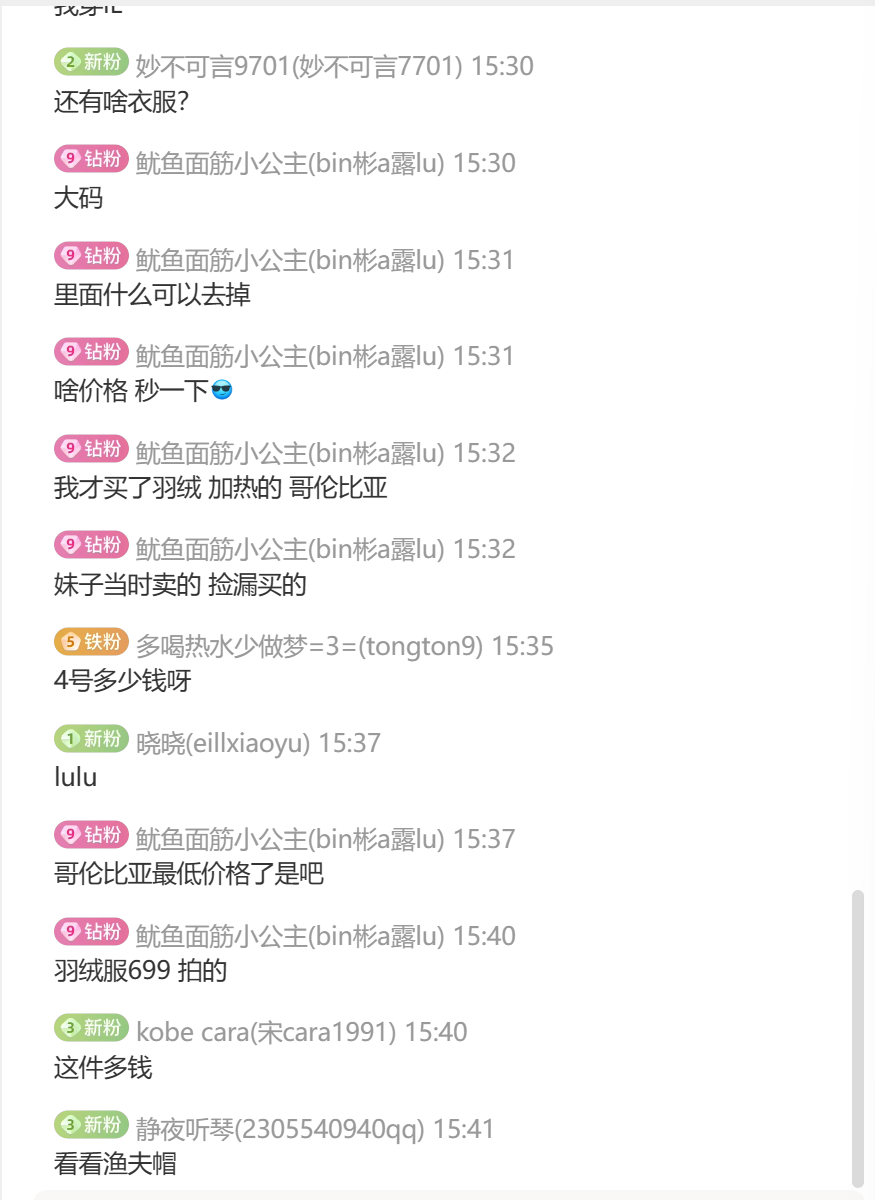 2 新粉 妙不可言9701(妙不可言7701) 15:30
还有啥衣服?
9 钻粉 鱿鱼面筋小公主(bin彬a露lu) 15:30
大码
9 钻粉 鱿鱼面筋小公主(bin彬a露lu) 15:31
里面什么可以去掉
9 钻粉 鱿鱼面筋小公主(bin彬a露lu) 15:31
啥价格 秒一下😎
9 钻粉 鱿鱼面筋小公主(bin彬a露lu) 15:32
我才买了羽绒 加热的 哥伦比亚
9 钻粉 鱿鱼面筋小公主(bin彬a露lu) 15:32
妹子当时卖的 捡漏买的
5 铁粉 多喝热水少做梦=3=(tongton9) 15:35
4号多少钱呀
1 新粉 晓晓(eillxiaoyu) 15:37
lulu
9 钻粉 鱿鱼面筋小公主(bin彬a露lu) 15:37
哥伦比亚最低价格了是吧
9 钻粉 鱿鱼面筋小公主(bin彬a露lu) 15:40
羽绒服699 拍的
3 新粉 kobe cara(宋cara1991) 15:40
这件多钱
3 新粉 静夜听琴(2305540940qq) 15:41
看看渔夫帽